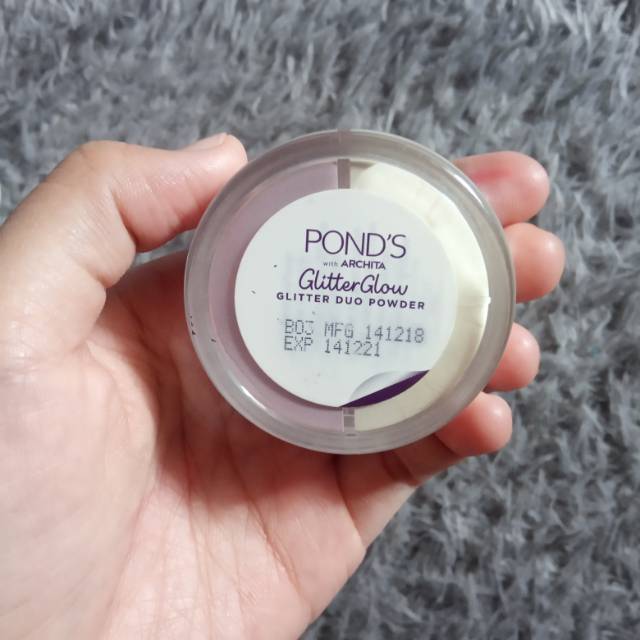 POND'S
with ARCHITA
GlitterGlow
GLITTER DUO POWDER
B03 MFG 141218
EXP 141221